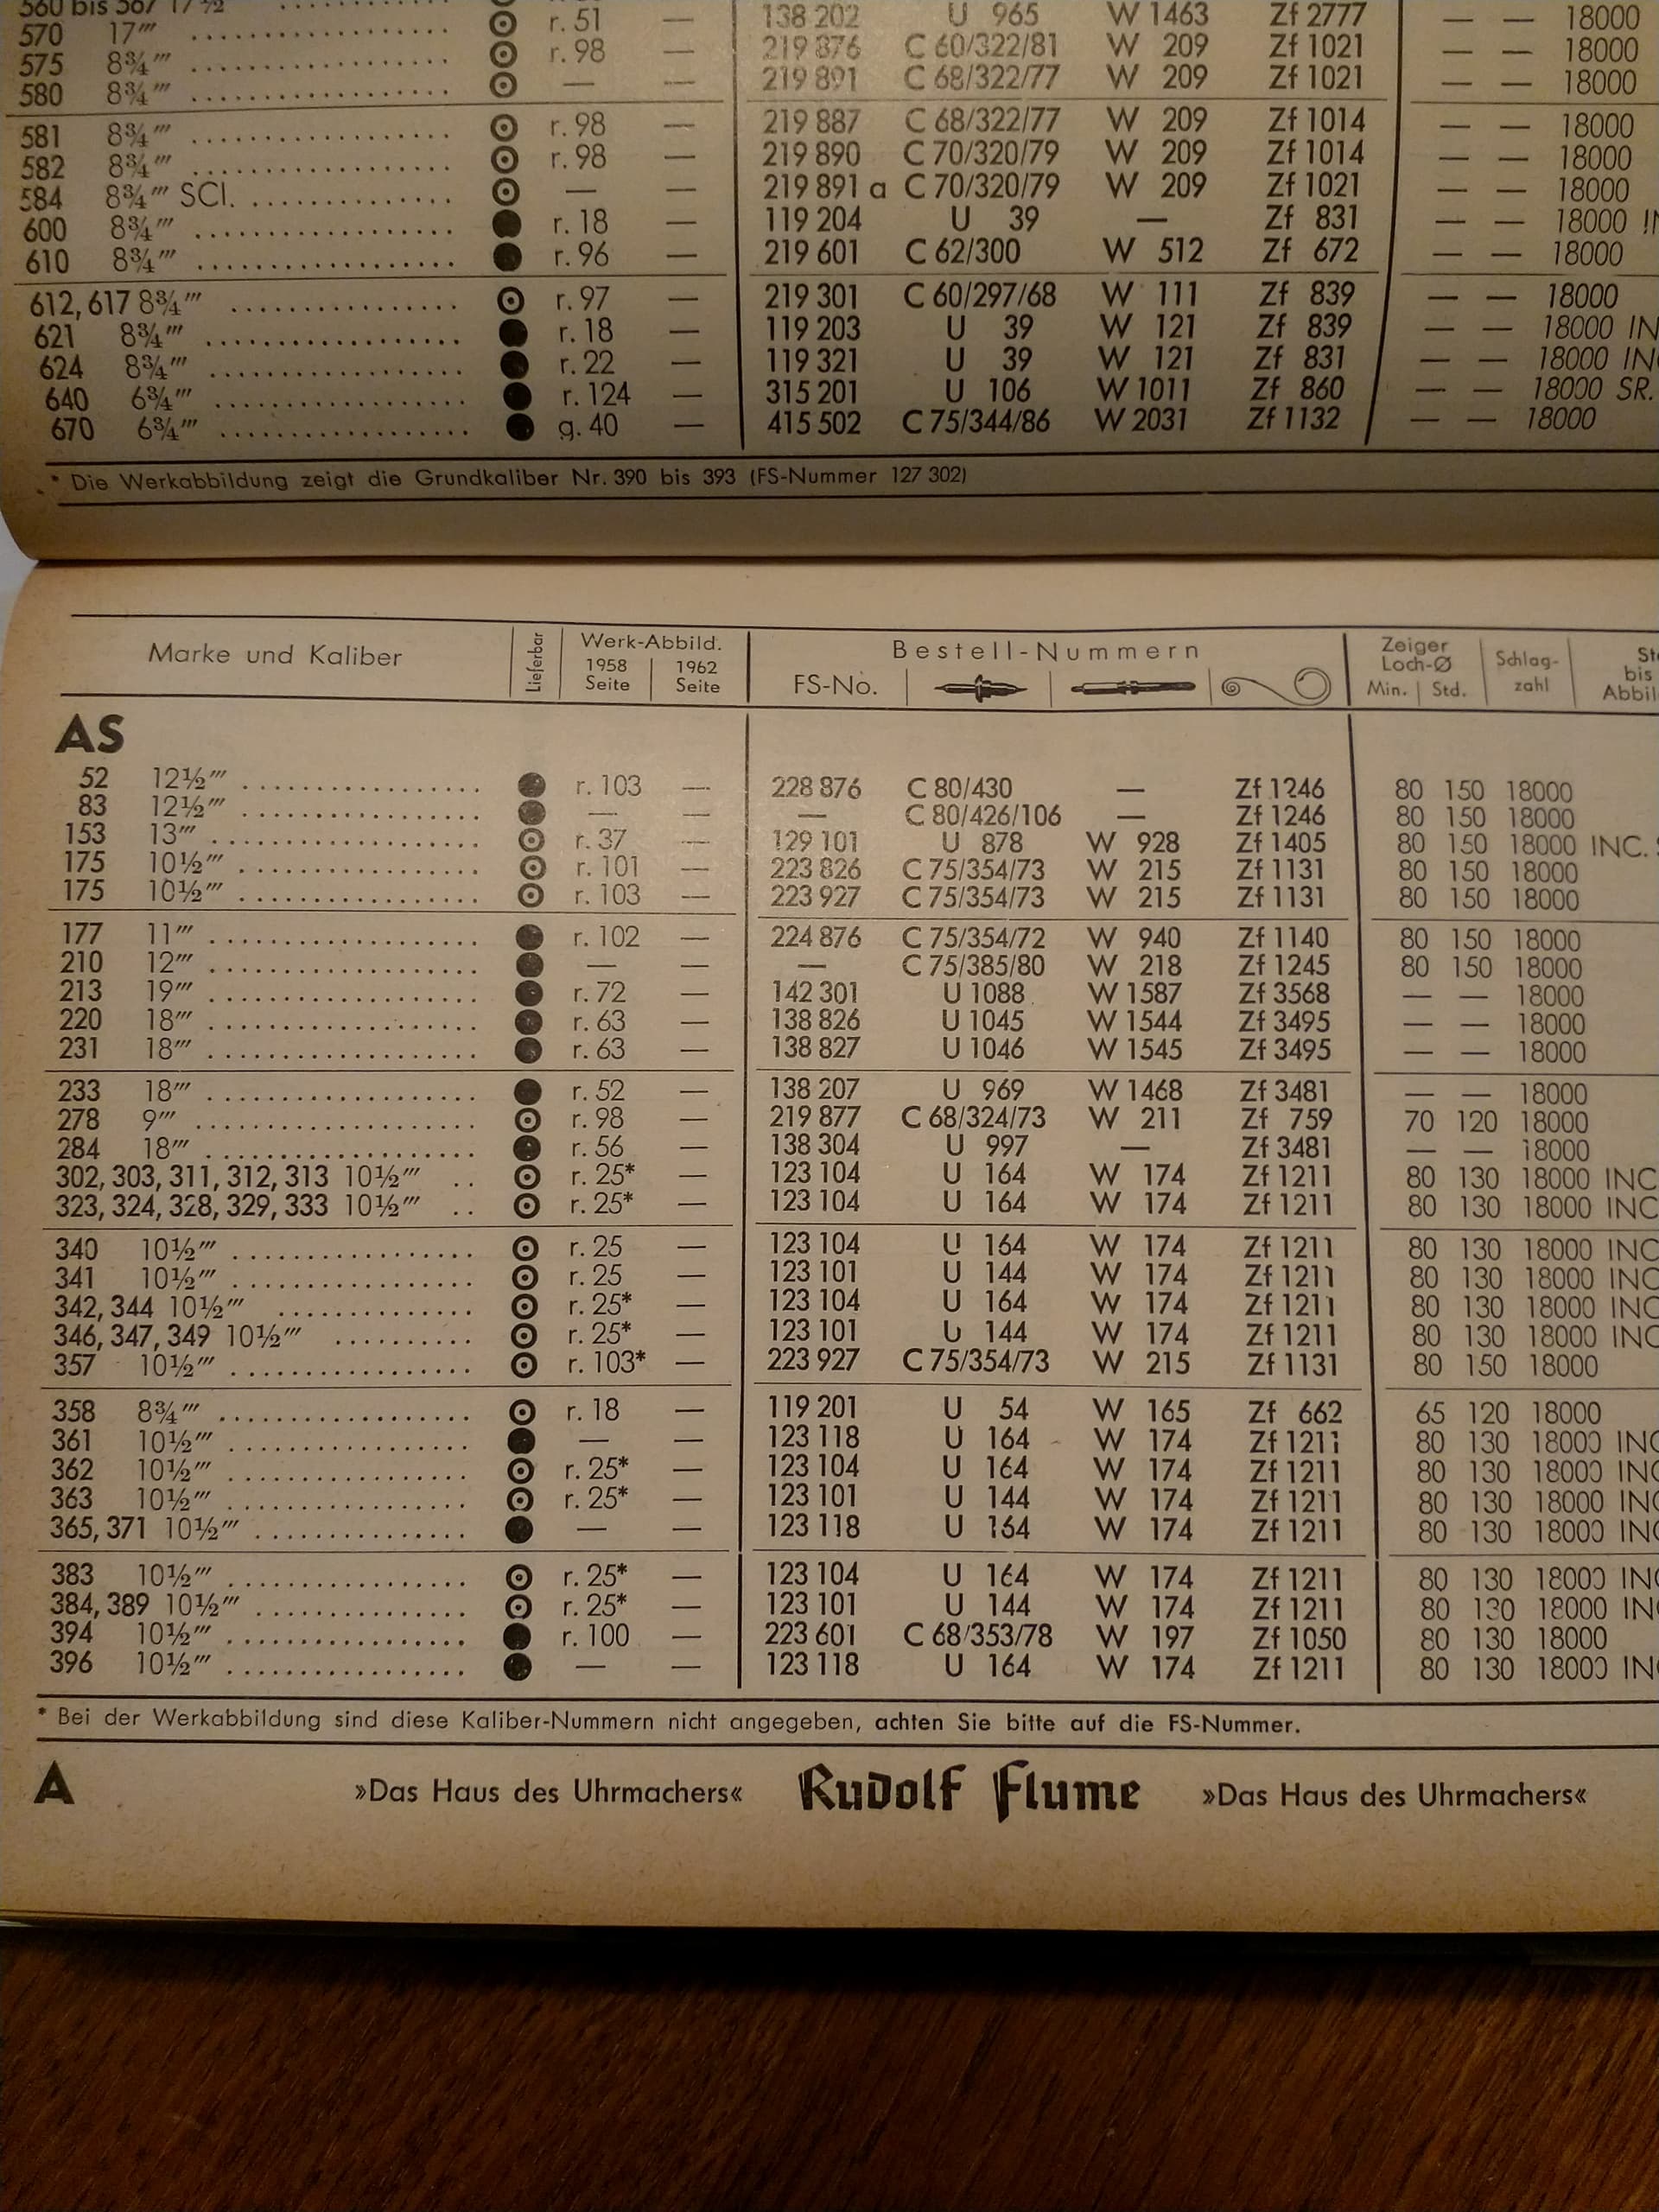 560 bis 567 17½
570 17‴ r. 51 — 138 202 U 965 W 1463 Zf 2777 — — 18000
575 8¾‴ r. 98 — 219 876 C 60/322/81 W 209 Zf 1021 — — 18000
580 8¾‴ — 219 891 C 68/322/77 W 209 Zf 1021 — — 18000
581 8¾‴ r. 98 — 219 887 C 68/322/77 W 209 Zf 1014 — — 18000
582 8¾‴ r. 98 — 219 890 C 70/320/79 W 209 Zf 1014 — — 18000
584 8¾‴ SCI. — — 219 891 a C 70/320/79 W 209 Zf 1021 — — 18000
600 8¾‴ r. 18 — 119 204 U 39 — Zf 831 — — 18000
610 8¾‴ r. 96 — 219 601 C 62/300 W 512 Zf 672 — — 18000
612, 617 8¾‴ r. 97 — 219 301 C 60/297/68 W 111 Zf 839 — — 18000
621 8¾‴ r. 18 — 119 203 U 39 W 121 Zf 839 — — 18000 IN
624 8¾‴ r. 22 — 119 321 U 39 W 121 Zf 831 — — 18000 IN
640 6¾‴ r. 124 — 315 201 U 106 W 1011 Zf 860 — — 18000 SR.
670 6¾‴ g. 40 — 415 502 C 75/344/86 W 2031 Zf 1132 — — 18000
* Die Werkabbildung zeigt die Grundkaliber Nr. 390 bis 393 (FS-Nummer 127 302)
Marke und Kaliber Lieferbar Werk-Abbild. 1958 Seite 1962 Seite Bestell-Nummern FS-No. Zeiger Loch-Ø Min. Std. Schlag-zahl bis
AS
52 12½‴ r. 103 — 228 876 C 80/430 — Zf 1246 80 150 18000
83 12½‴ — — — C 80/426/106 — Zf 1246 80 150 18000
153 13‴ r. 37 — 129 101 U 878 W 928 Zf 1405 80 150 18000 INC.
175 10½‴ r. 101 — 223 826 C 75/354/73 W 215 Zf 1131 80 150 18000
175 10½‴ r. 103 — 223 927 C 75/354/73 W 215 Zf 1131 80 150 18000
177 11‴ r. 102 — 224 876 C 75/354/72 W 940 Zf 1140 80 150 18000
210 12‴ — — — C 75/385/80 W 218 Zf 1245 80 150 18000
213 19‴ r. 72 — 142 301 U 1088 W 1587 Zf 3568 — — 18000
220 18‴ r. 63 — 138 826 U 1045 W 1544 Zf 3495 — — 18000
231 18‴ r. 63 — 138 827 U 1046 W 1545 Zf 3495 — — 18000
233 18‴ r. 52 — 138 207 U 969 W 1468 Zf 3481 — — 18000
278 9‴ r. 98 — 219 877 C 68/324/73 W 211 Zf 759 70 120 18000
284 18‴ r. 56 — 138 304 U 997 — Zf 3481 — — 18000
302, 303, 311, 312, 313 10½‴ r. 25* — 123 104 U 164 W 174 Zf 1211 80 130 18000 INC
323, 324, 328, 329, 333 10½‴ r. 25* — 123 104 U 164 W 174 Zf 1211 80 130 18000 INC
340 10½‴ r. 25 — 123 104 U 164 W 174 Zf 1211 80 130 18000 INC
341 10½‴ r. 25 — 123 101 U 144 W 174 Zf 1211 80 130 18000 INC
342, 344 10½‴ r. 25* — 123 104 U 164 W 174 Zf 1211 80 130 18000 INC
346, 347, 349 10½‴ r. 25* — 123 101 U 144 W 174 Zf 1211 80 130 18000 INC
357 10½‴ r. 103* — 223 927 C 75/354/73 W 215 Zf 1131 80 150 18000
358 8¾‴ r. 18 — 119 201 U 54 W 165 Zf 662 65 120 18000
361 10½‴ — — 123 118 U 164 W 174 Zf 1211 80 130 18000 INC
362 10½‴ r. 25* — 123 104 U 164 W 174 Zf 1211 80 130 18000 INC
363 10½‴ r. 25* — 123 101 U 144 W 174 Zf 1211 80 130 18000 INC
365, 371 10½‴ — — 123 118 U 164 W 174 Zf 1211 80 130 18000 INC
383 10½‴ r. 25* — 123 104 U 164 W 174 Zf 1211 80 130 18000 INC
384, 389 10½‴ r. 25* — 123 101 U 144 W 174 Zf 1211 80 130 18000 INC
394 10½‴ r. 100 — 223 601 C 68/353/78 W 197 Zf 1050 80 130 18000
396 10½‴ — — 123 118 U 164 W 174 Zf 1211 80 130 18000 INC
* Bei der Werkabbildung sind diese Kaliber-Nummern nicht angegeben, achten Sie bitte auf die FS-Nummer.
A »Das Haus des Uhrmachers« Rudolf Flume »Das Haus des Uhrmachers«